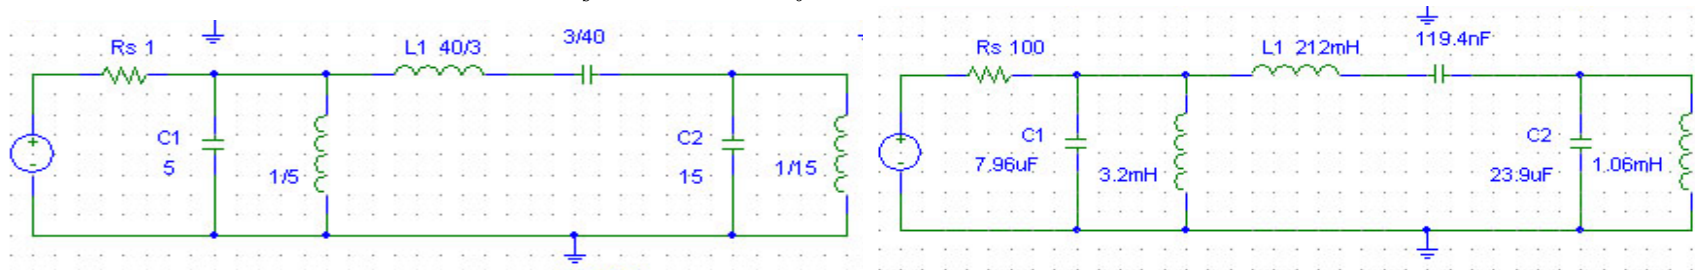 Rs 1
L1 40/3
3/40
C1
5
1/5
C2
15
1/15
Rs 100
L1 212mH
119.4nF
C1
7.96uF
3.2mH
C2
23.9uF
1.06mH